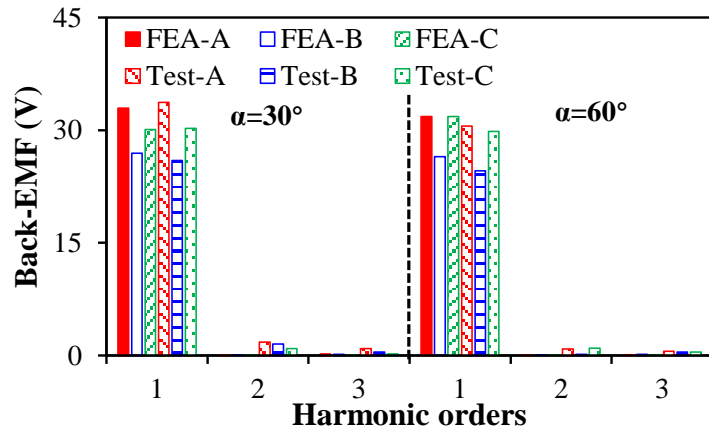 45
FEA-A FEA-B FEA-C
Test-A Test-B Test-C
α=30° α=60°
30
15
0
Back-EMF (V)
1 2 3 1 2 3
Harmonic orders